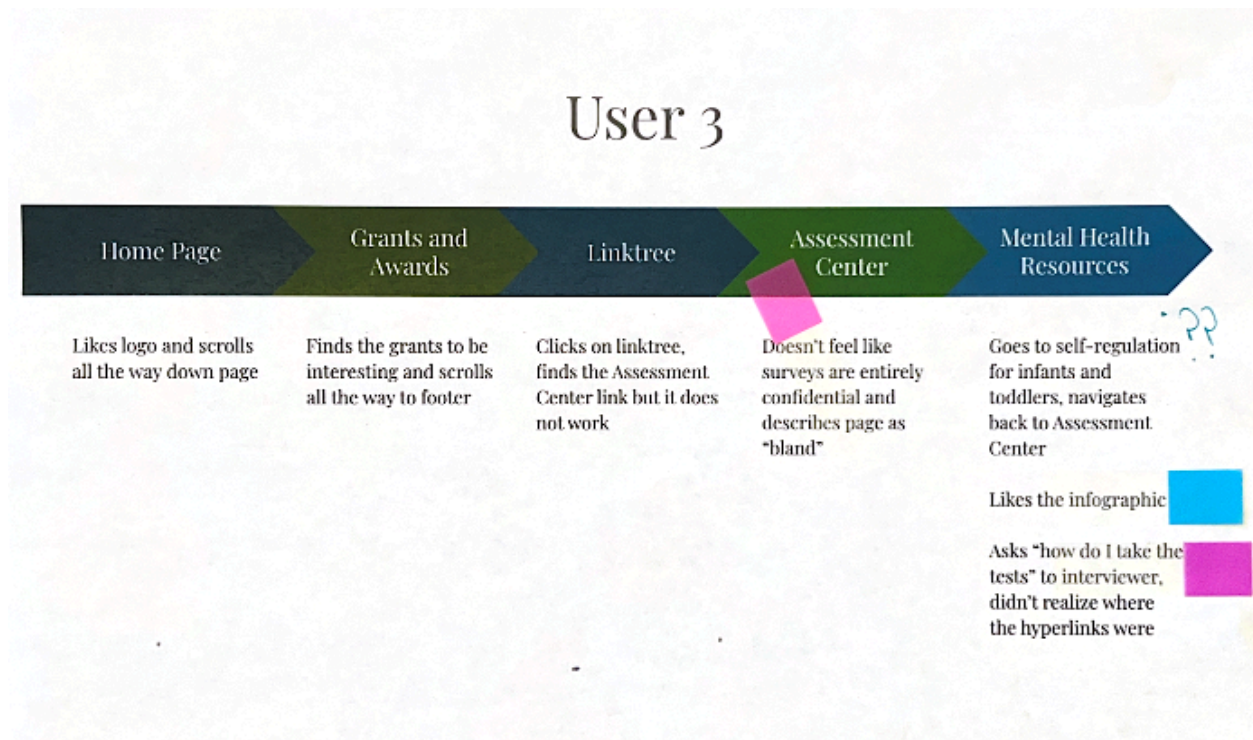 User 3
Home Page
Grants and
Awards
Linktree
Assessment
Center
Mental Health
Resources
Likes logo and scrolls
all the way down page
Finds the grants to be
interesting and scrolls
all the way to footer
Clicks on linktree,
finds the Assessment
Center link but it does
not work
Doesn't feel like
surveys are entirely
confidential and
describes page as
"bland"
??
Goes to self-regulation
for infants and
toddlers, navigates
back to Assessment
Center
Likes the infographic
Asks "how do I take the
tests" to interviewer,
didn't realize where
the hyperlinks were